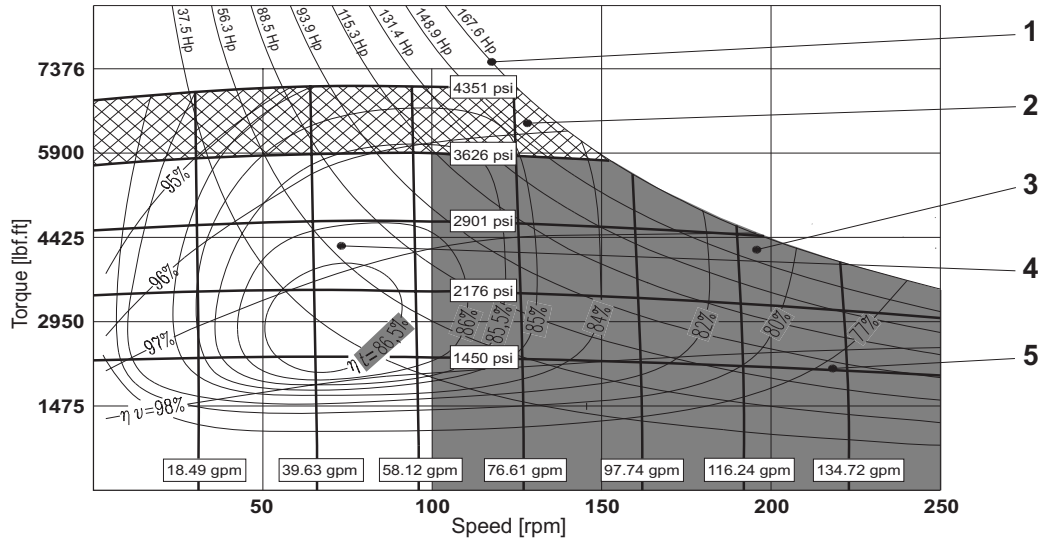 37.5 Hp
56.3 Hp
88.5 Hp
93.9 Hp
115.3 Hp
131.4 Hp
148.9 Hp
167.6 Hp
1
7376
4351 psi
2
5900
3626 psi
95%
3
2901 psi
4425
96%
4
2176 psi
Torque [lbf.ft]
2950
97%
η t=86,5%
86%
85,5%
85%
84%
82%
80%
77%
1450 psi
5
1475
η v=98%
18.49 gpm
39.63 gpm
58.12 gpm
76.61 gpm
97.74 gpm
116.24 gpm
134.72 gpm
50
100
150
200
250
Speed [rpm]